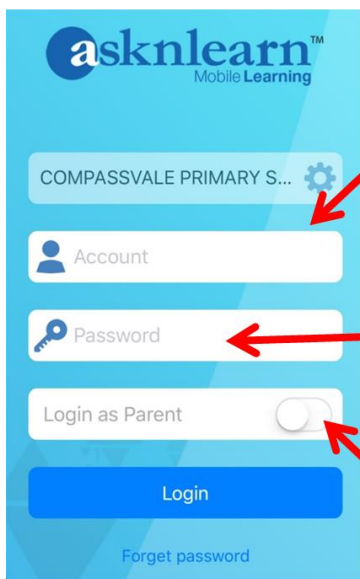 asknlearn™
Mobile Learning
COMPASSVALE PRIMARY S...
Account
Password
Login as Parent
Login
Forget password